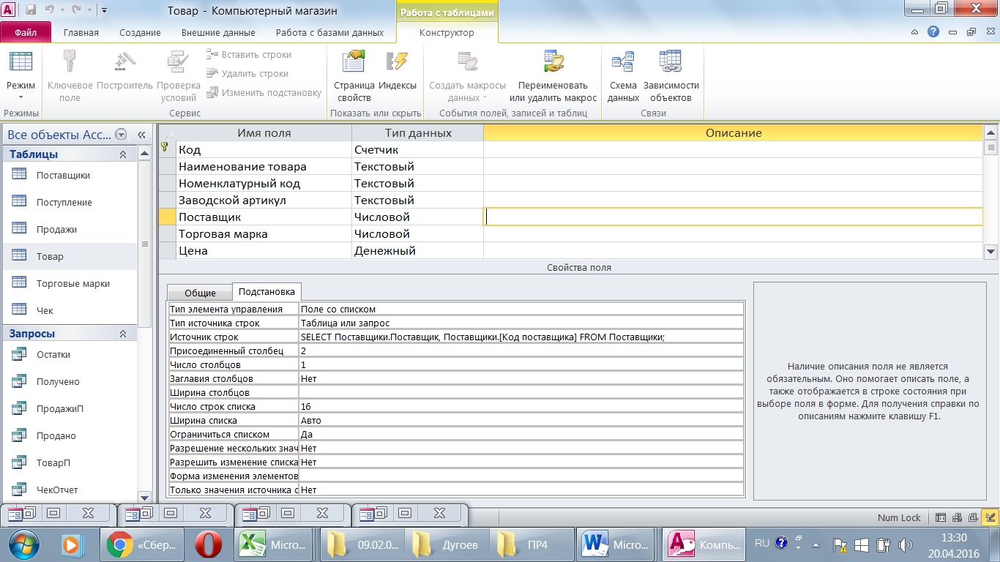 Товар - Компьютерный магазин
Работа с таблицами
Файл
Главная
Создание
Внешние данные
Работа с базами данных
Конструктор
Режим
Ключевое поле
Построитель
Проверка условий
Вставить строки
Удалить строки
Изменить подстановку
Страница свойств
Индексы
Создать макросы данных
Переименовать или удалить макрос
Схема данных
Зависимости объектов
Режимы
Сервис
Показать или скрыть
События полей, записей и таблиц
Связи
Все объекты Acc...
Таблицы
Поставщики
Поступление
Продажи
Товар
Торговые марки
Чек
Запросы
Остатки
Получено
ПродажиП
Продано
ТоварП
ЧекОтчет
Имя поля Тип данных Описание
Код Счетчик
Наименование товара Текстовый
Номенклатурный код Текстовый
Заводской артикул Текстовый
Поставщик Числовой
Торговая марка Числовой
Цена Денежный
Свойства поля
Общие Подстановка
Тип элемента управления Поле со списком
Тип источника строк Таблица или запрос
Источник строк SELECT Поставщики.Поставщик, Поставщики.[Код поставщика] FROM Поставщики;
Присоединенный столбец 2
Число столбцов 1
Заглавия столбцов Нет
Ширина столбцов
Число строк списка 16
Ширина списка Авто
Ограничиться списком Да
Разрешение нескольких знач Нет
Разрешить изменение списка Нет
Форма изменения элементов
Только значения источника с Нет
Наличие описания поля не является
обязательным. Оно помогает описать поле, а
также отображается в строке состояния при
выборе поля в форме. Для получения справки по
описаниям нажмите клавишу F1.
Num Lock
«Сбер...
Micro...
09.02.0...
Дугоев
ПР4
Micro...
Компь...
RU
13:30
20.04.2016